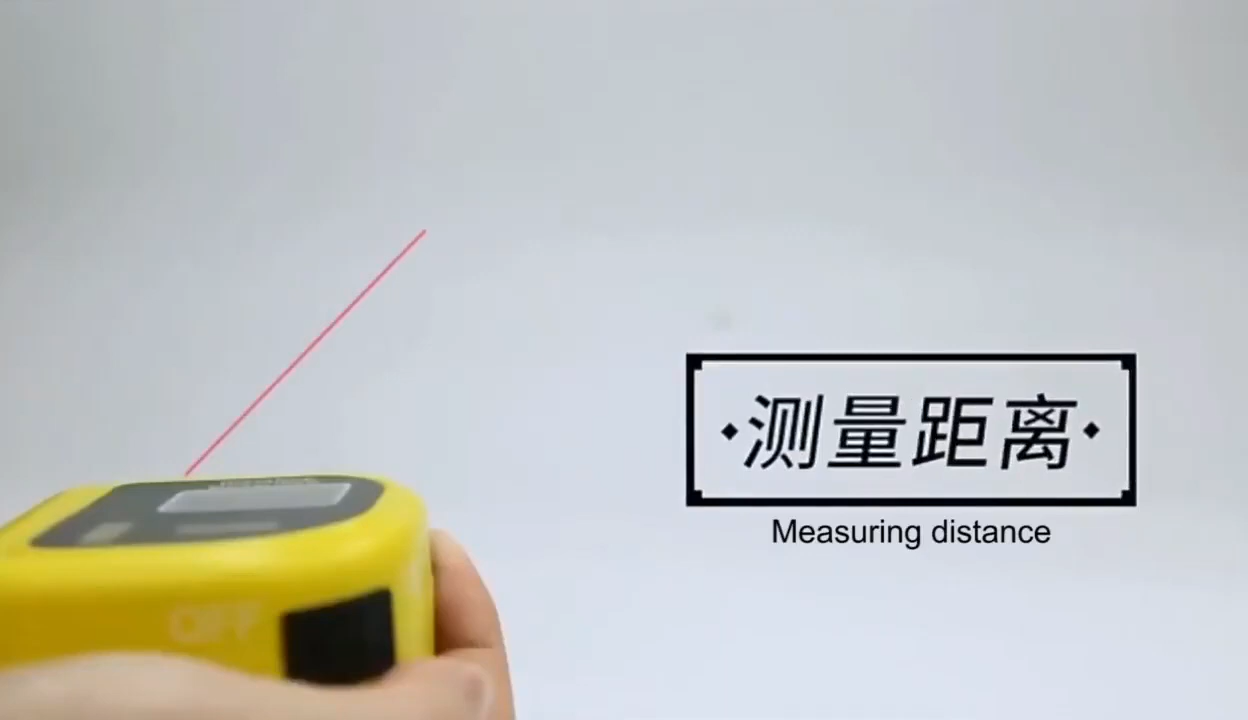 ·测量距离·
Measuring distance
OFF